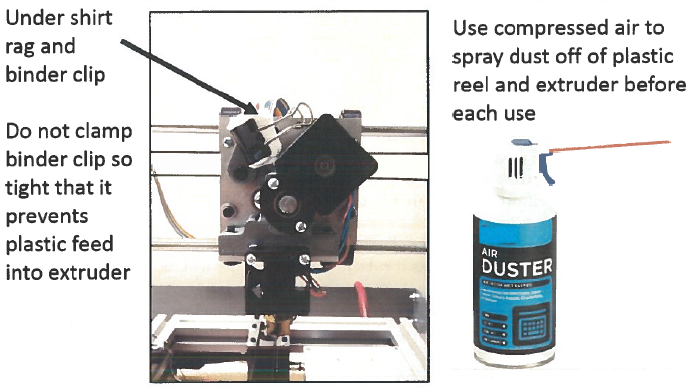 Under shirt
rag and
binder clip
Do not clamp
binder clip so
tight that it
prevents
plastic feed
into extruder
Use compressed air to
spray dust off of plastic
reel and extruder before
each use
AIR
DUSTER